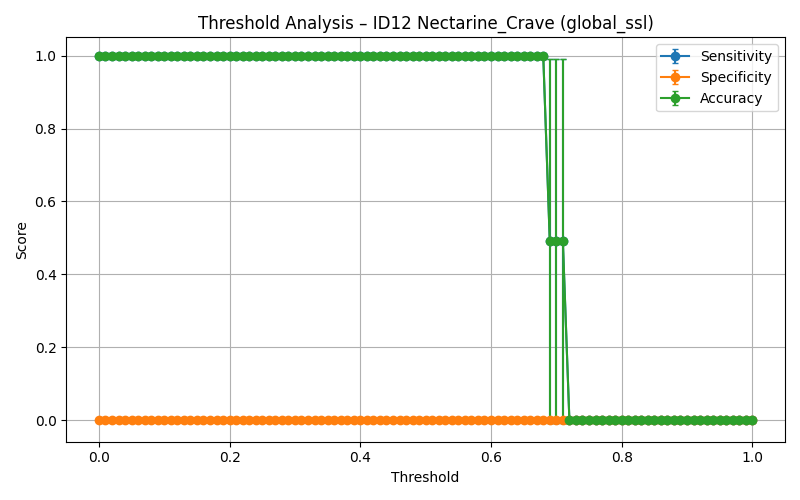 Threshold Analysis – ID12 Nectarine_Crave (global_ssl)
1.0
0.8
0.6
0.4
0.2
0.0
Score
Sensitivity
Specificity
Accuracy
0.0 0.2 0.4 0.6 0.8 1.0
Threshold